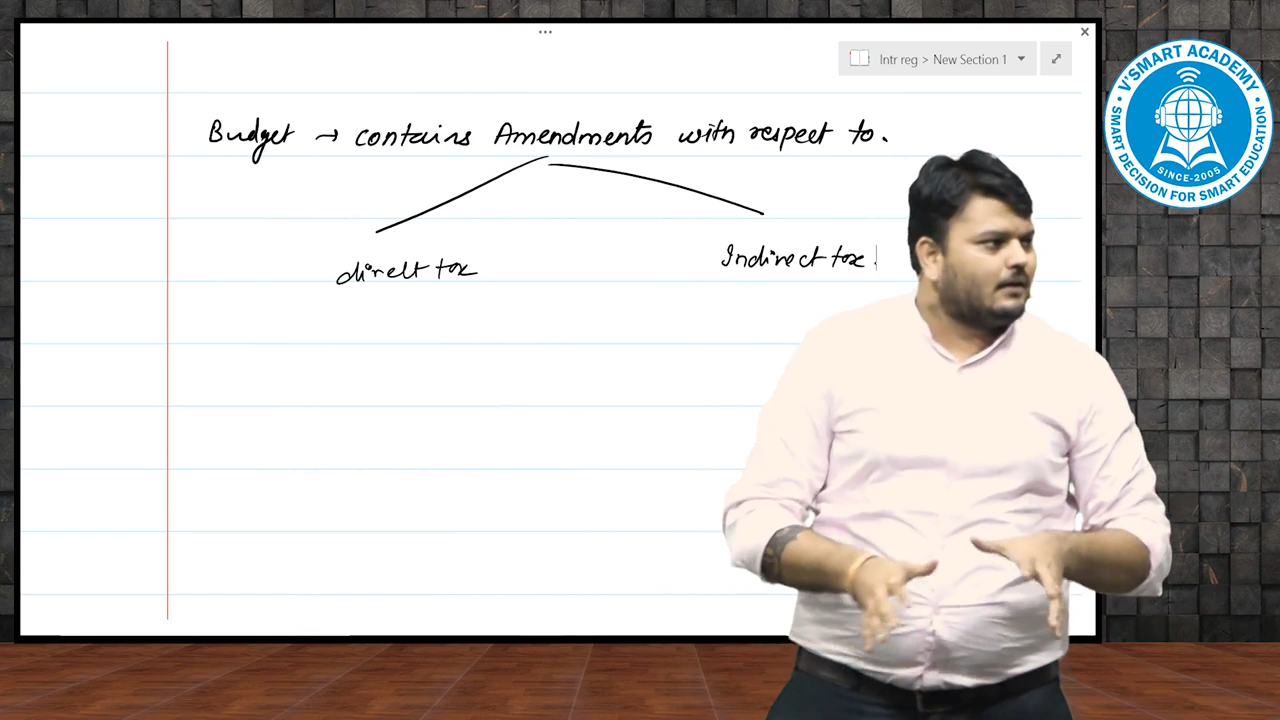 Intr reg > New Section 1
Budget → contains Amendments with respect to.
direct tax
Indirect tax
V'SMART ACADEMY
SINCE-2005
SMART DECISION FOR SMART EDUCATION